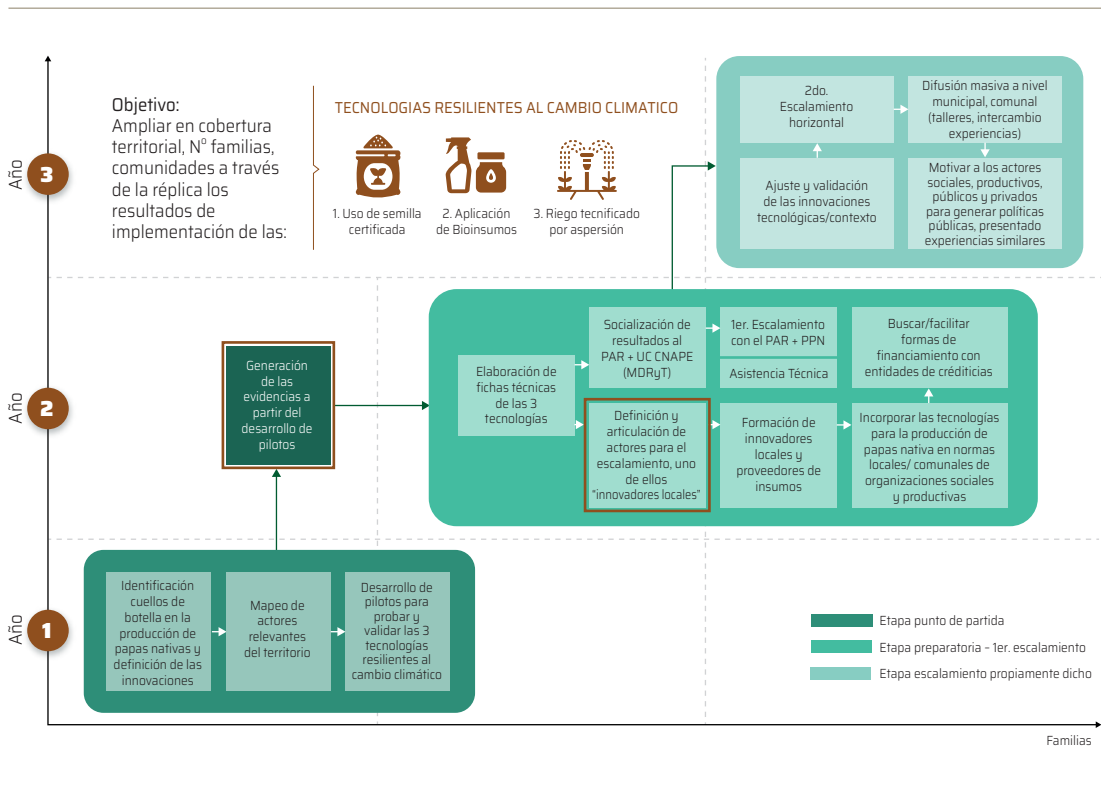 Objetivo:
Ampliar en cobertura
territorial, Nº familias,
comunidades a través
de la réplica los
resultados de
implementación de las:
TECNOLOGIAS RESILIENTES AL CAMBIO CLIMATICO
1. Uso de semilla
certificada
2. Aplicación
de Bioinsumos
3. Riego tecnificado
por aspersión
Año
3
2do.
Escalamiento
horizontal
Difusión masiva a nivel
municipal, comunal
(talleres, intercambio
experiencias)
Ajuste y validación
de las innovaciones
tecnológicas/contexto
Motivar a los actores
sociales, productivos,
públicos y privados
para generar políticas
públicas, presentado
experiencias similares
Año
2
Generación
de las
evidencias a
partir del
desarrollo de
pilotos
Elaboración de
fichas técnicas
de las 3
tecnologías
Socialización de
resultados al
PAR + UC CNAPE
(MDRyT)
1er. Escalamiento
con el PAR + PPN
Asistencia Técnica
Buscar/facilitar
formas de
financiamiento con
entidades de créditicias
Definición y
articulación de
actores para el
escalamiento, uno
de ellos
"innovadores locales"
Formación de
innovadores
locales y
proveedores de
insumos
Incorporar las tecnologías
para la producción de
papas nativa en normas
locales/ comunales de
organizaciones sociales
y productivas
Año
1
Identificación
cuellos de
botella en la
producción de
papas nativas y
definición de las
innovaciones
Mapeo de
actores
relevantes
del territorio
Desarrollo de
pilotos para
probar y
validar las 3
tecnologías
resilientes al
cambio climático
Etapa punto de partida
Etapa preparatoria – 1er. escalamiento
Etapa escalamiento propiamente dicho
Familias